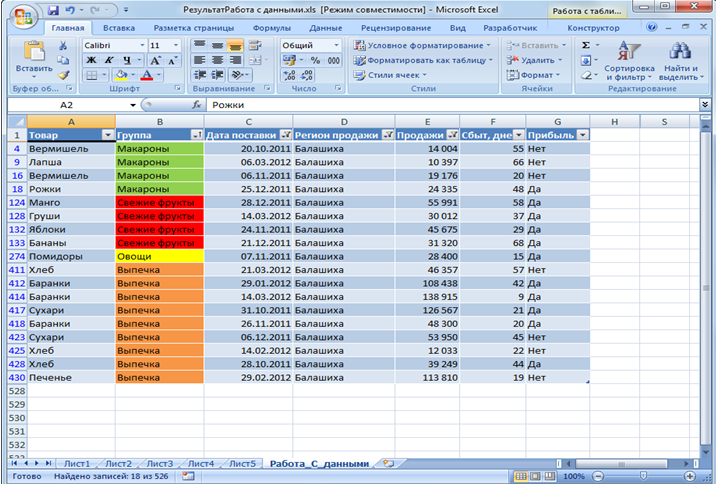 РезультатРабота с данными.xls [Режим совместимости] - Microsoft Excel
Работа с табли...
Главная Вставка Разметка страницы Формулы Данные Рецензирование Вид Разработчик Конструктор
Вставить
Calibri 11
Ж К Ч
Общий
% 000
Условное форматирование
Форматировать как таблицу
Стили ячеек
Вставить
Удалить
Формат
Σ
Сортировка и фильтр
Найти и выделить
Буфер об... Шрифт Выравнивание Число Стили Ячейки Редактирование
A2 fx Рожки
A B C D E F G H S
1 Товар Группа Дата поставки Регион продажи Продажи Сбыт, дне Прибыль
4 Вермишель Макароны 20.10.2011 Балашиха 14 004 55 Нет
9 Лапша Макароны 06.03.2012 Балашиха 10 397 66 Нет
16 Вермишель Макароны 06.11.2011 Балашиха 19 176 20 Нет
18 Рожки Макароны 25.12.2011 Балашиха 24 335 48 Да
124 Манго Свежие фрукты 28.12.2011 Балашиха 55 991 58 Да
128 Груши Свежие фрукты 14.03.2012 Балашиха 30 012 37 Да
132 Яблоки Свежие фрукты 24.11.2011 Балашиха 45 675 29 Да
133 Бананы Свежие фрукты 21.12.2011 Балашиха 31 320 68 Да
274 Помидоры Овощи 07.11.2011 Балашиха 28 400 15 Да
411 Хлеб Выпечка 21.03.2012 Балашиха 46 357 57 Нет
412 Баранки Выпечка 29.01.2012 Балашиха 108 438 42 Да
414 Баранки Выпечка 14.03.2012 Балашиха 138 915 9 Да
417 Сухари Выпечка 31.10.2011 Балашиха 126 567 21 Да
418 Баранки Выпечка 26.11.2011 Балашиха 48 300 20 Да
423 Сухари Выпечка 06.12.2011 Балашиха 53 950 45 Нет
425 Хлеб Выпечка 14.02.2012 Балашиха 12 033 22 Нет
428 Хлеб Выпечка 28.10.2011 Балашиха 39 249 44 Да
430 Печенье Выпечка 29.02.2012 Балашиха 113 810 19 Нет
528
529
530
531
532
Лист1 Лист2 Лист3 Лист4 Лист5 Работа_С_данными
Готово Найдено записей: 18 из 526 100%